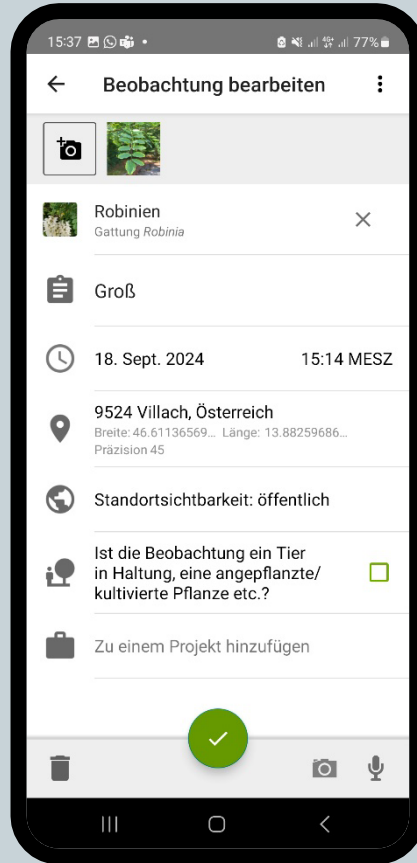 15:37 77%
Beobachtung bearbeiten
Robinien
Gattung Robinia
Groß
18. Sept. 2024 15:14 MESZ
9524 Villach, Österreich
Breite: 46.61136569... Länge: 13.88259686...
Präzision 45
Standortsichtbarkeit: öffentlich
Ist die Beobachtung ein Tier
in Haltung, eine angepflanzte/
kultivierte Pflanze etc.?
Zu einem Projekt hinzufügen